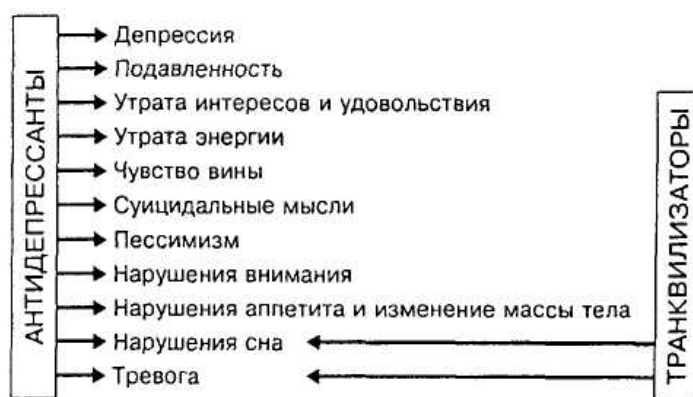 АНТИДЕПРЕССАНТЫ
Депрессия
Подавленность
Утрата интересов и удовольствия
Утрата энергии
Чувство вины
Суицидальные мысли
Пессимизм
Нарушения внимания
Нарушения аппетита и изменение массы тела
Нарушения сна
Тревога
ТРАНКВИЛИЗАТОРЫ